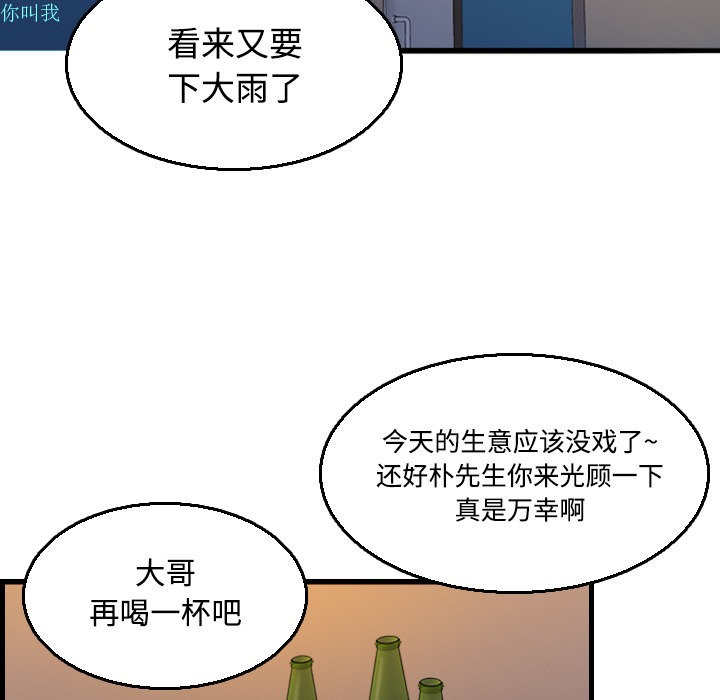 你叫我
看来又要
下大雨了
今天的生意应该没戏了~
还好朴先生你来光顾一下
真是万幸啊
大哥
再喝一杯吧